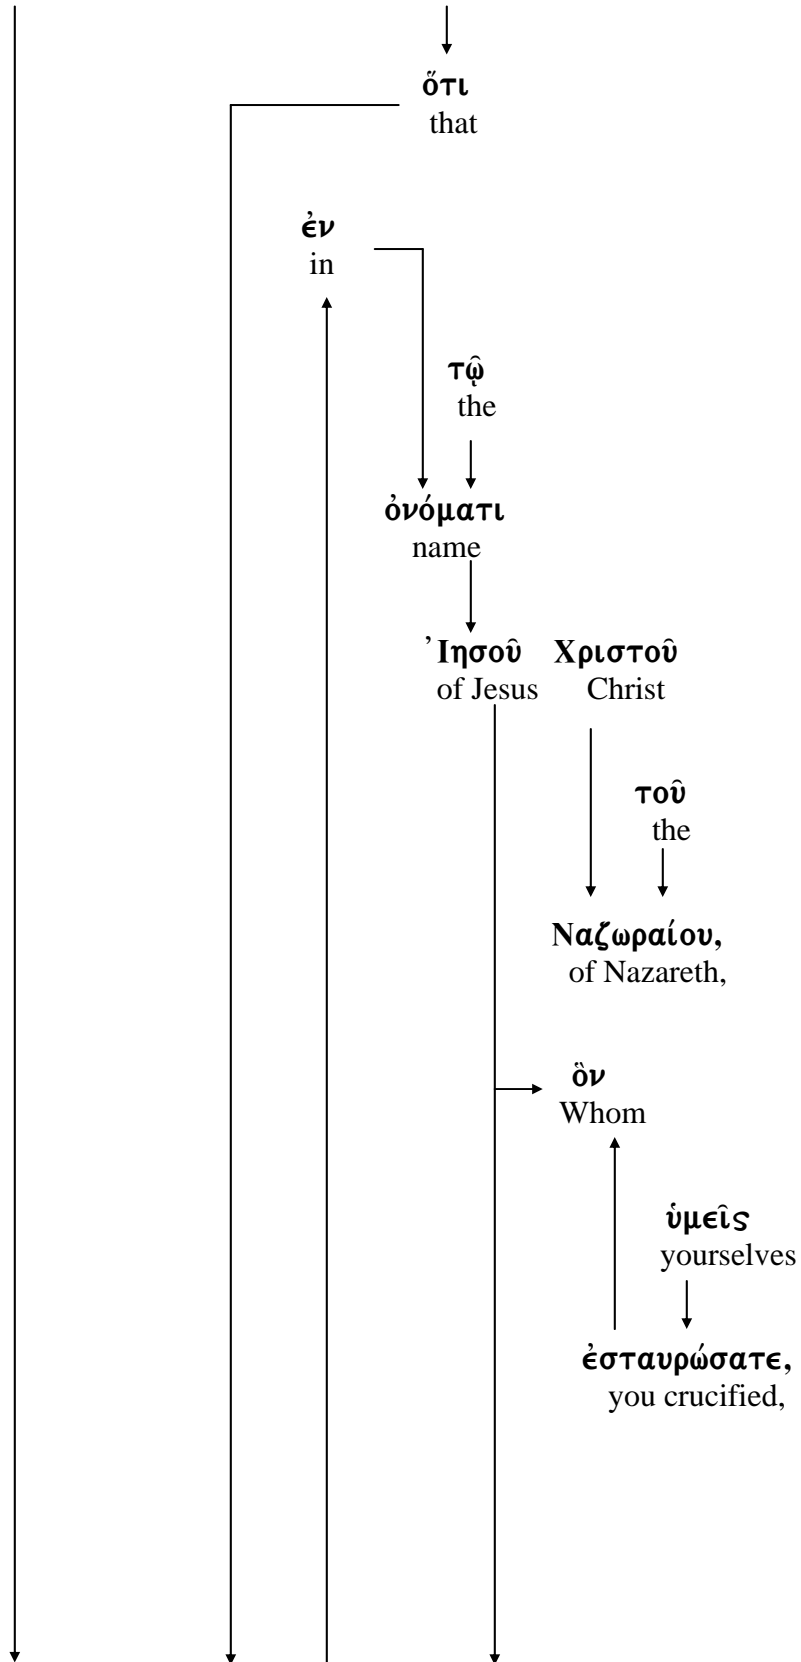 ὅτι
that
ἐν
in
τῷ
the
ὀνόματι
name
Ἰησοῦ Χριστοῦ
of Jesus Christ
τοῦ
the
Ναζωραίου,
of Nazareth,
ὃν
Whom
ὑμεῖς
yourselves
ἐσταυρώσατε,
you crucified,